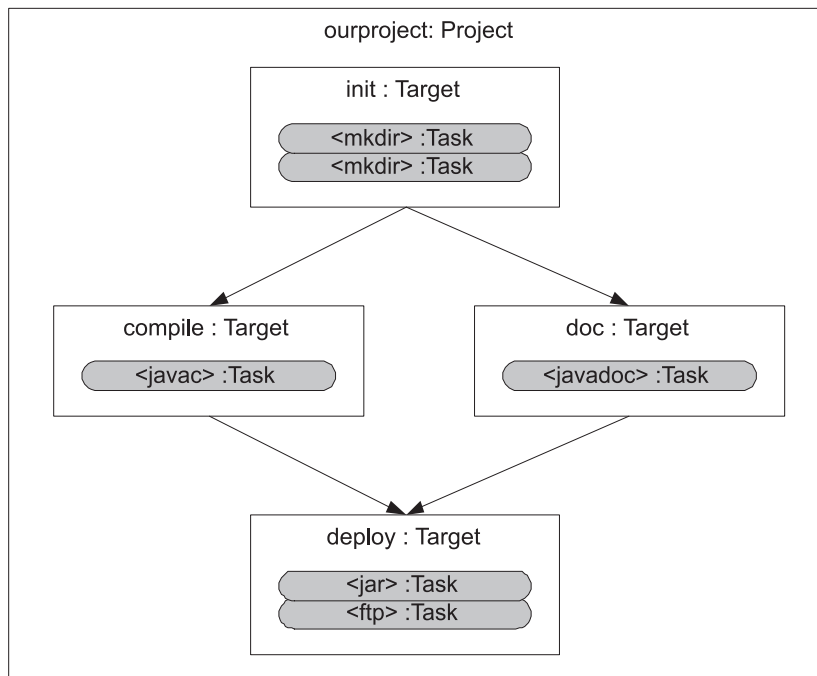 ourproject: Project
init : Target
<mkdir> :Task
<mkdir> :Task
compile : Target
<javac> :Task
doc : Target
<javadoc> :Task
deploy : Target
<jar> :Task
<ftp> :Task